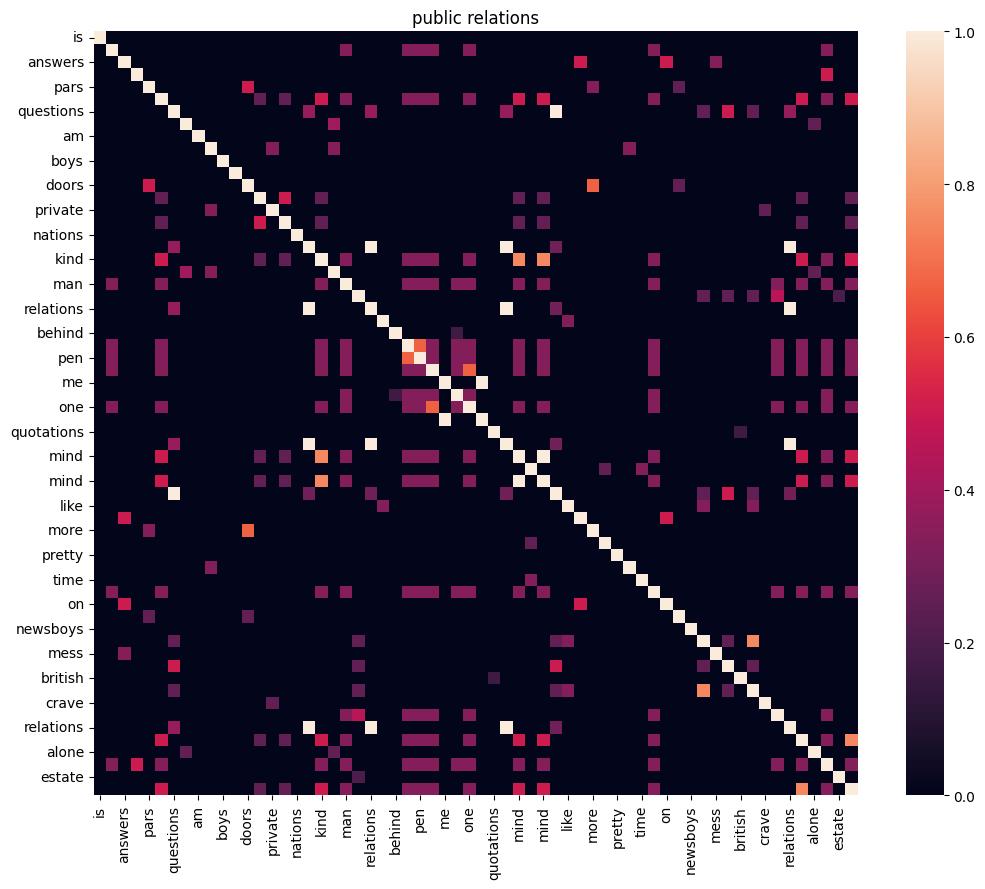 public relations
is
answers
pars
questions
am
boys
doors
private
nations
kind
man
relations
behind
pen
me
one
quotations
mind
mind
like
more
pretty
time
on
newsboys
mess
british
crave
relations
alone
estate
1.0
0.8
0.6
0.4
0.2
0.0
is
answers
pars
questions
am
boys
doors
private
nations
kind
man
relations
behind
pen
me
one
quotations
mind
mind
like
more
pretty
time
on
newsboys
mess
british
crave
relations
alone
estate